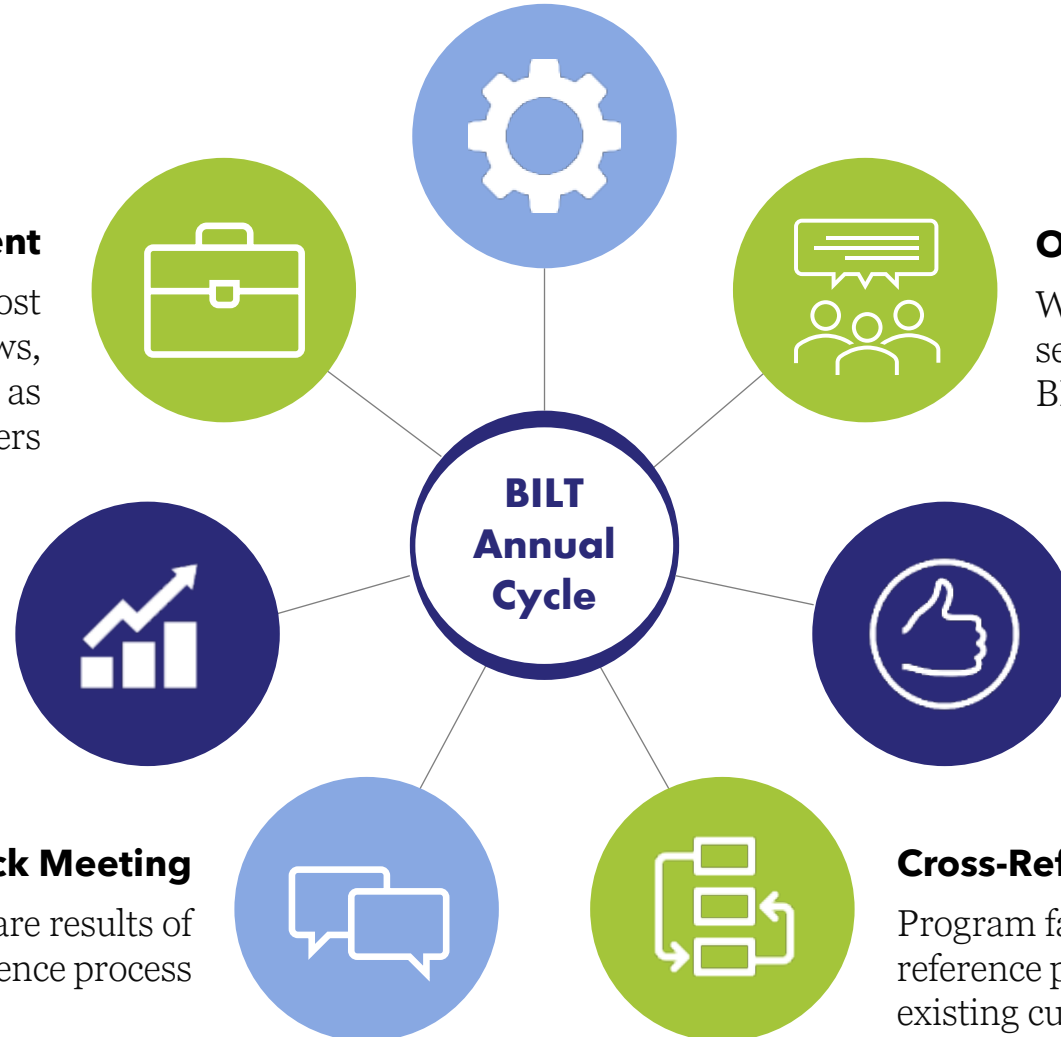 ent
ost
ws,
as
ers
O
W
se
BILT
Annual
Cycle
ck Meeting
are results of
ence process
Cross-Ref
Program fa
reference p
existing cu